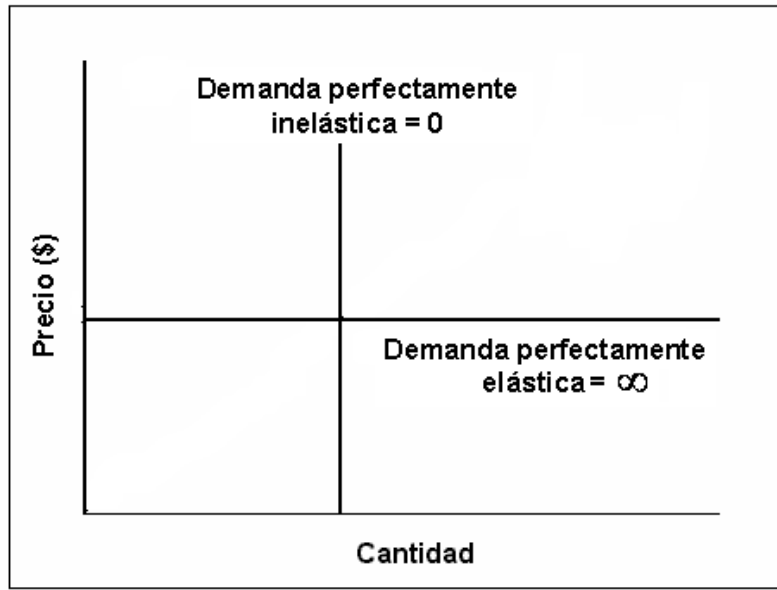 Demanda perfectamente
inelástica = 0
Precio ($)
Demanda perfectamente
elástica = ∞
Cantidad